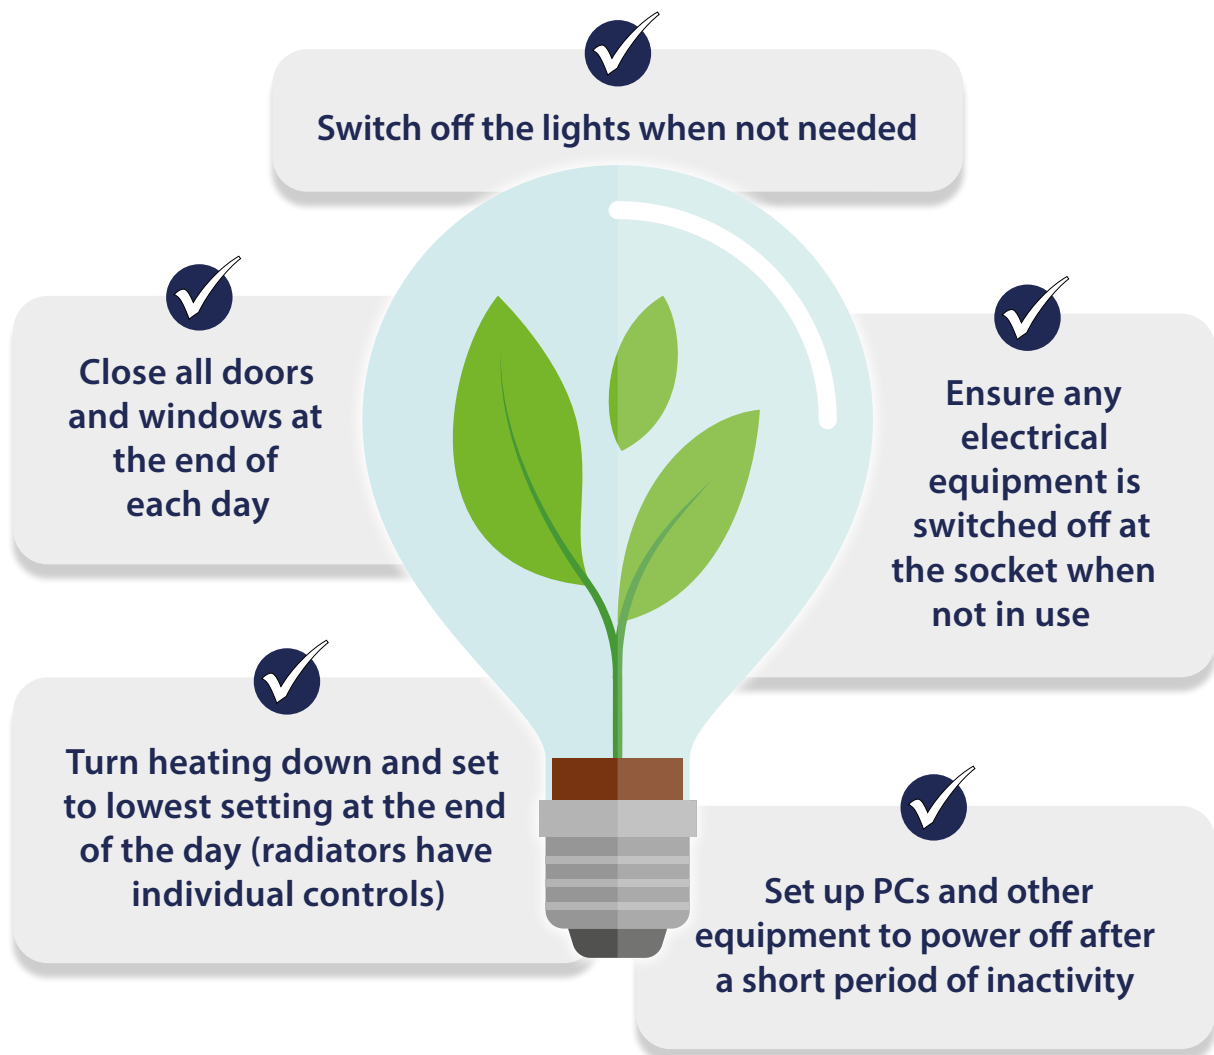 Switch off the lights when not needed
Close all doors
and windows at
the end of
each day
Ensure any
electrical
equipment is
switched off at
the socket when
not in use
Turn heating down and set
to lowest setting at the end
of the day (radiators have
individual controls)
Set up PCs and other
equipment to power off after
a short period of inactivity